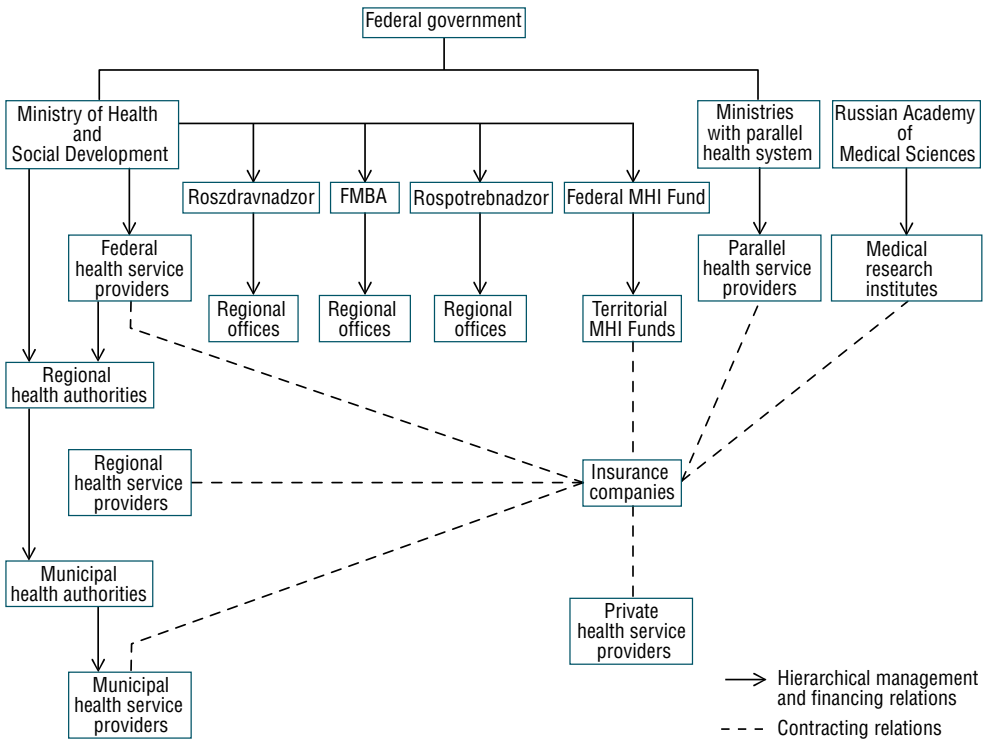 Federal government
Ministry of Health
and
Social Development
Ministries
with parallel
health system
Russian Academy
of
Medical Sciences
Roszdravnadzor
FMBA
Rospotrebnadzor
Federal MHI Fund
Federal
health service
providers
Parallel
health service
providers
Medical
research
institutes
Regional
offices
Regional
offices
Regional
offices
Territorial
MHI Funds
Regional
health authorities
Regional
health service
providers
Insurance
companies
Municipal
health authorities
Private
health service
providers
Municipal
health service
providers
Hierarchical management
and financing relations
Contracting relations